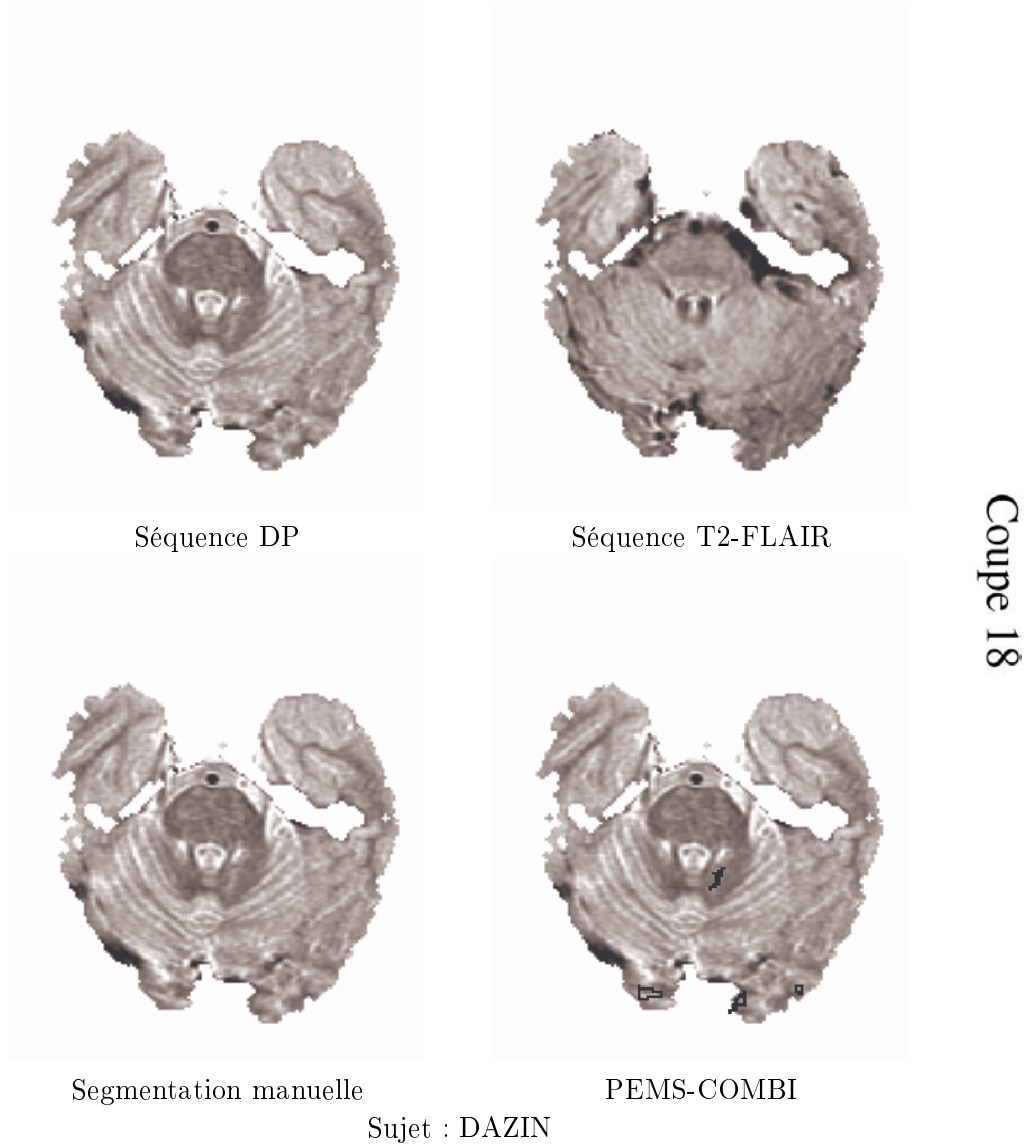 Séquence DP
Séquence T2-FLAIR
Coupe 18
Segmentation manuelle
PEMS-COMBI
Sujet : DAZIN